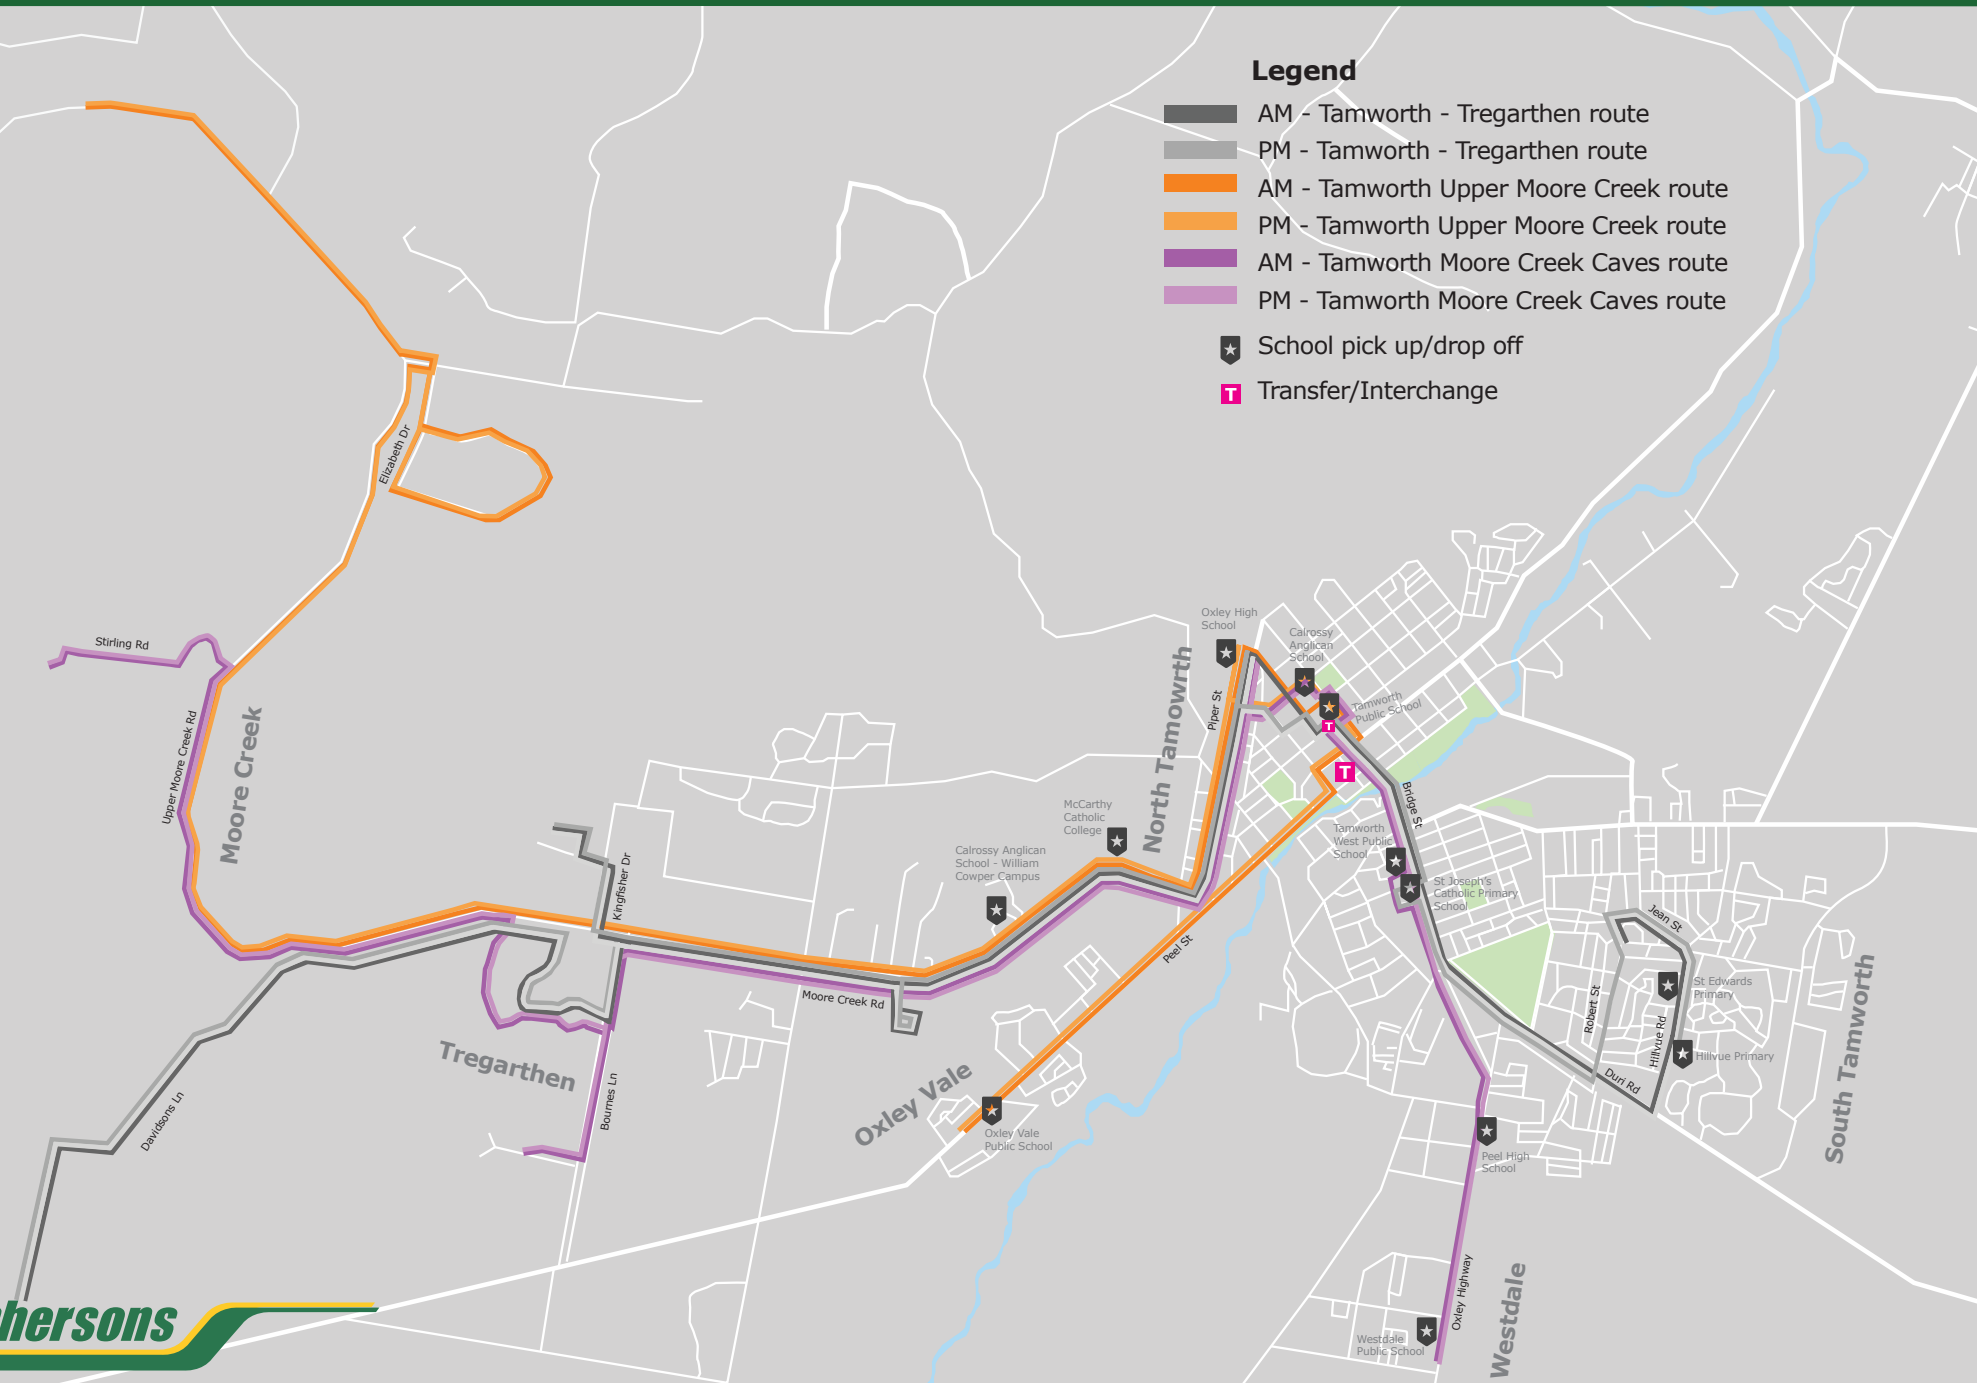 Legend
AM - Tamworth - Tregarthen route
PM - Tamworth - Tregarthen route
AM - Tamworth Upper Moore Creek route
PM - Tamworth Upper Moore Creek route
AM - Tamworth Moore Creek Caves route
PM - Tamworth Moore Creek Caves route
School pick up/drop off
T Transfer/Interchange
Elizabeth Dr
Stirling Rd
Upper Moore Creek Rd
Moore Creek
Oxley High
School
Calrossy
Anglican
School
Tamworth
Public School
T
T
Piper St
North Tamowrth
Bridge St
McCarthy
Catholic
College
Calrossy Anglican
School - William
Cowper Campus
Tamworth
West Public
School
St Joseph's
Catholic Primary
School
Kingfisher Dr
Peel St
Moore Creek Rd
Jean St
St Edwards
Primary
Robert St
Hillvue Rd
Hillvue Primary
Duri Rd
South Tamworth
Tregarthen
Bournes Ln
Davidsons Ln
Oxley Vale
Oxley Vale
Public School
Peel High
School
Oxley Highway
Westdale
Westdale
Public School
hersons